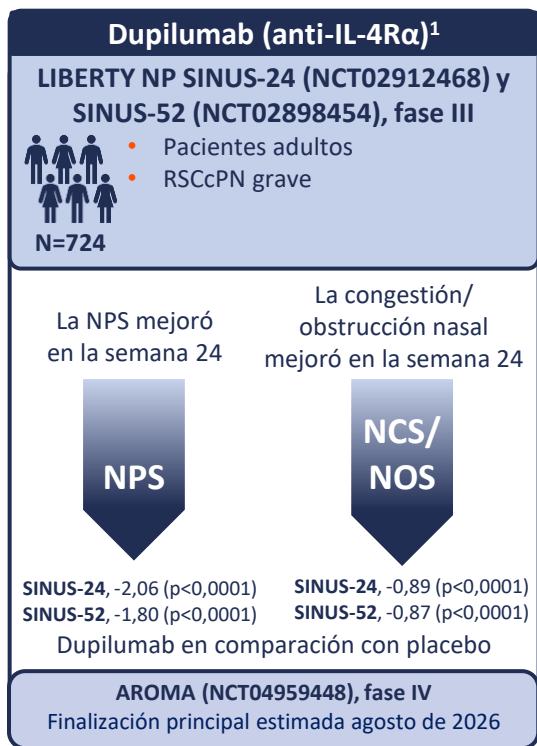 Dupilumab (anti-IL-4Rα)¹
LIBERTY NP SINUS-24 (NCT02912468) y
SINUS-52 (NCT02898454), fase III
• Pacientes adultos
• RSCcPN grave
N=724
La NPS mejoró
en la semana 24
NPS
La congestión/
obstrucción nasal
mejoró en la semana 24
NCS/
NOS
SINUS-24, -2,06 (p<0,0001)
SINUS-52, -1,80 (p<0,0001)
SINUS-24, -0,89 (p<0,0001)
SINUS-52, -0,87 (p<0,0001)
Dupilumab en comparación con placebo
AROMA (NCT04959448), fase IV
Finalización principal estimada agosto de 2026